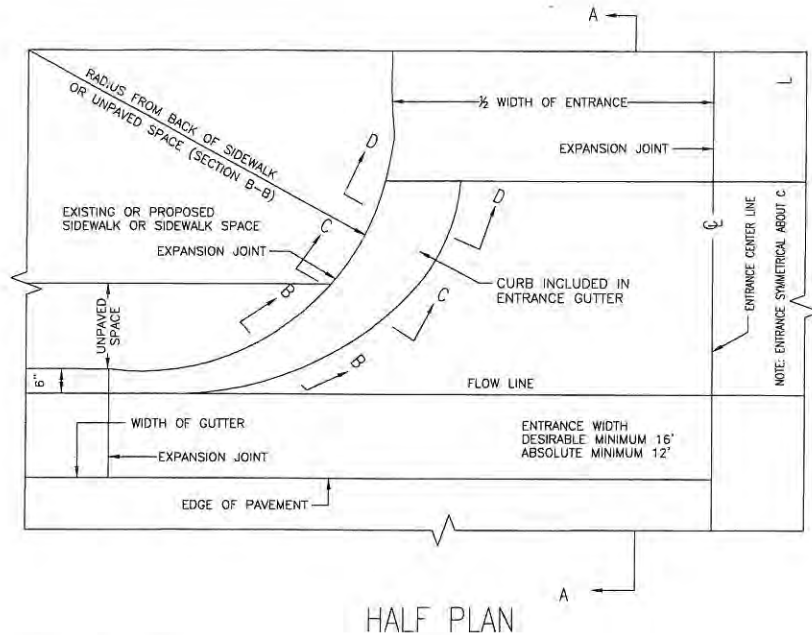 A
RADIUS FROM BACK OF SIDEWALK
OR UNPAVED SPACE (SECTION B-B)
½ WIDTH OF ENTRANCE
EXPANSION JOINT
D
D
EXISTING OR PROPOSED
SIDEWALK OR SIDEWALK SPACE
C
EXPANSION JOINT
CURB INCLUDED IN
ENTRANCE GUTTER
℄
ENTRANCE CENTER LINE
NOTE: ENTRANCE SYMMETRICAL ABOUT C
L
B
C
UNPAVED
SPACE
B
6"
FLOW LINE
WIDTH OF GUTTER
EXPANSION JOINT
ENTRANCE WIDTH
DESIRABLE MINIMUM 16'
ABSOLUTE MINIMUM 12'
EDGE OF PAVEMENT
A
HALF PLAN